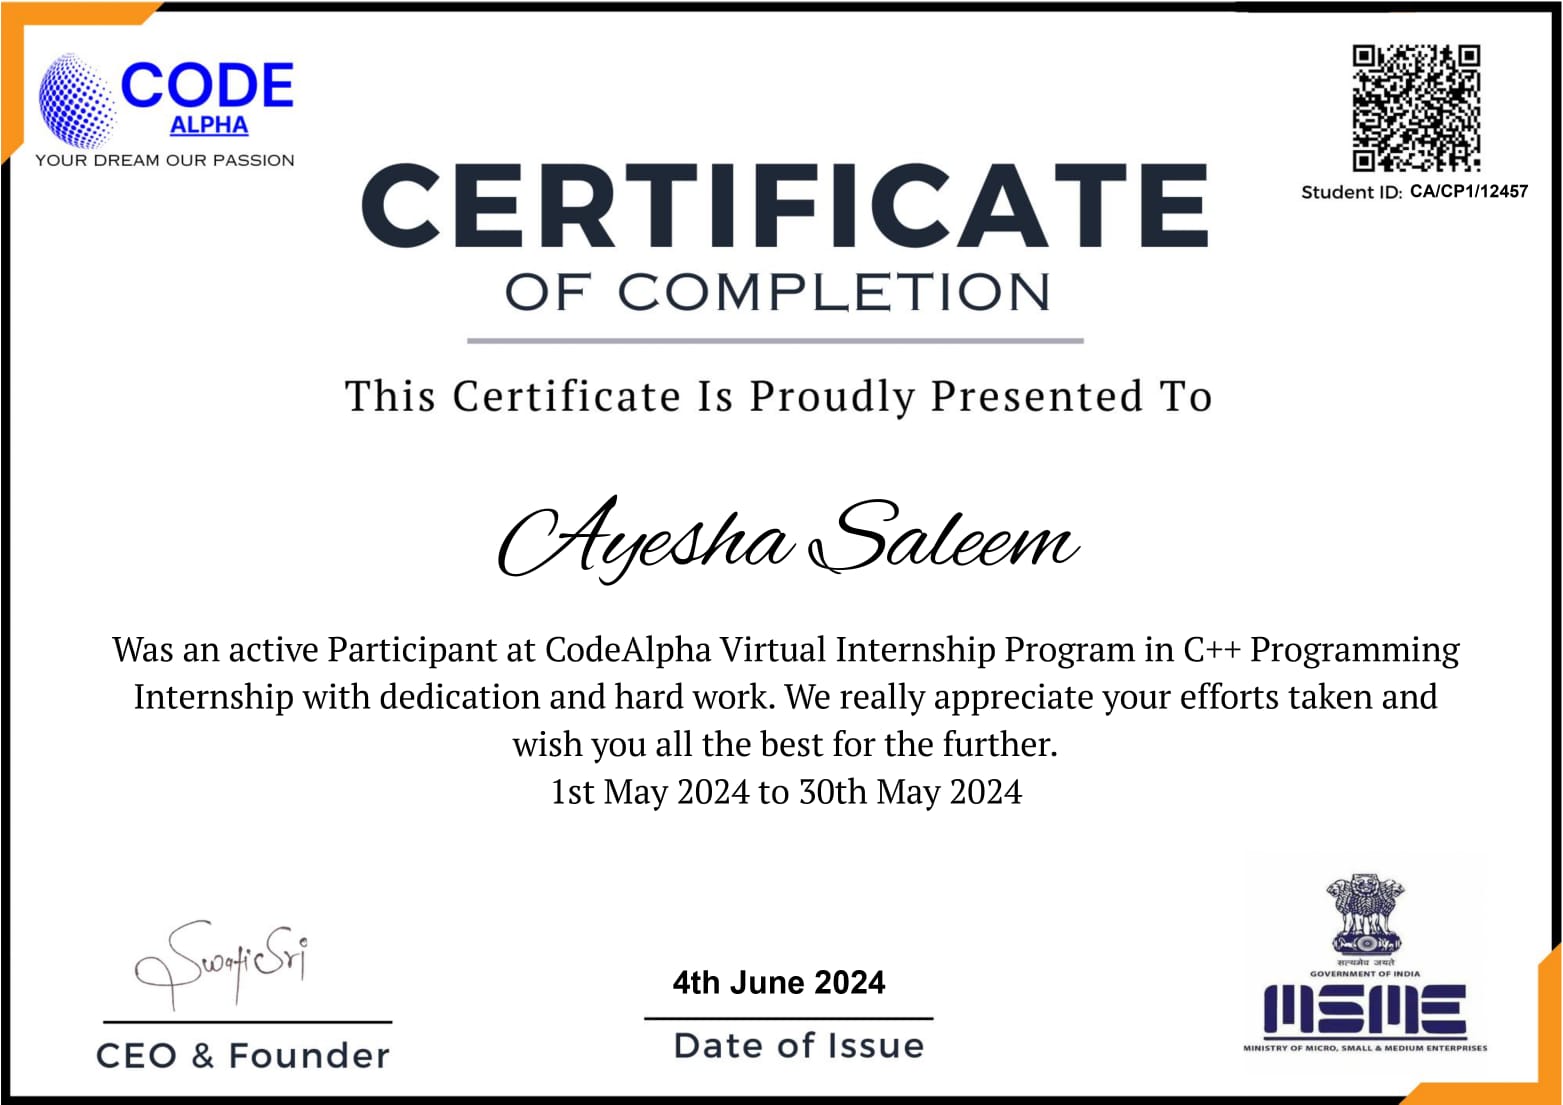 CODE
ALPHA
YOUR DREAM OUR PASSION
Student ID: CA/CP1/12457
CERTIFICATE
OF COMPLETION
This Certificate Is Proudly Presented To
Ayesha Saleem
Was an active Participant at CodeAlpha Virtual Internship Program in C++ Programming
Internship with dedication and hard work. We really appreciate your efforts taken and
wish you all the best for the further.
1st May 2024 to 30th May 2024
Swati Sri
CEO & Founder
4th June 2024
Date of Issue
सत्यमेव जयते
GOVERNMENT OF INDIA
MSME
MINISTRY OF MICRO, SMALL & MEDIUM ENTERPRISES